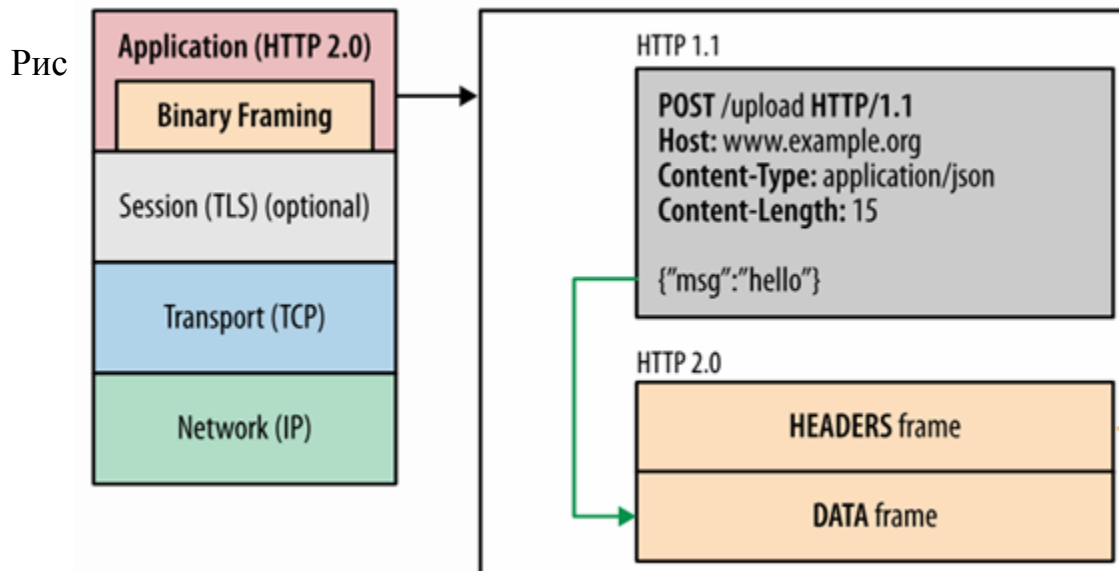 Рис
Application (HTTP 2.0)
Binary Framing
Session (TLS) (optional)
Transport (TCP)
Network (IP)
HTTP 1.1
POST /upload HTTP/1.1
Host: www.example.org
Content-Type: application/json
Content-Length: 15
{"msg":"hello"}
HTTP 2.0
HEADERS frame
DATA frame